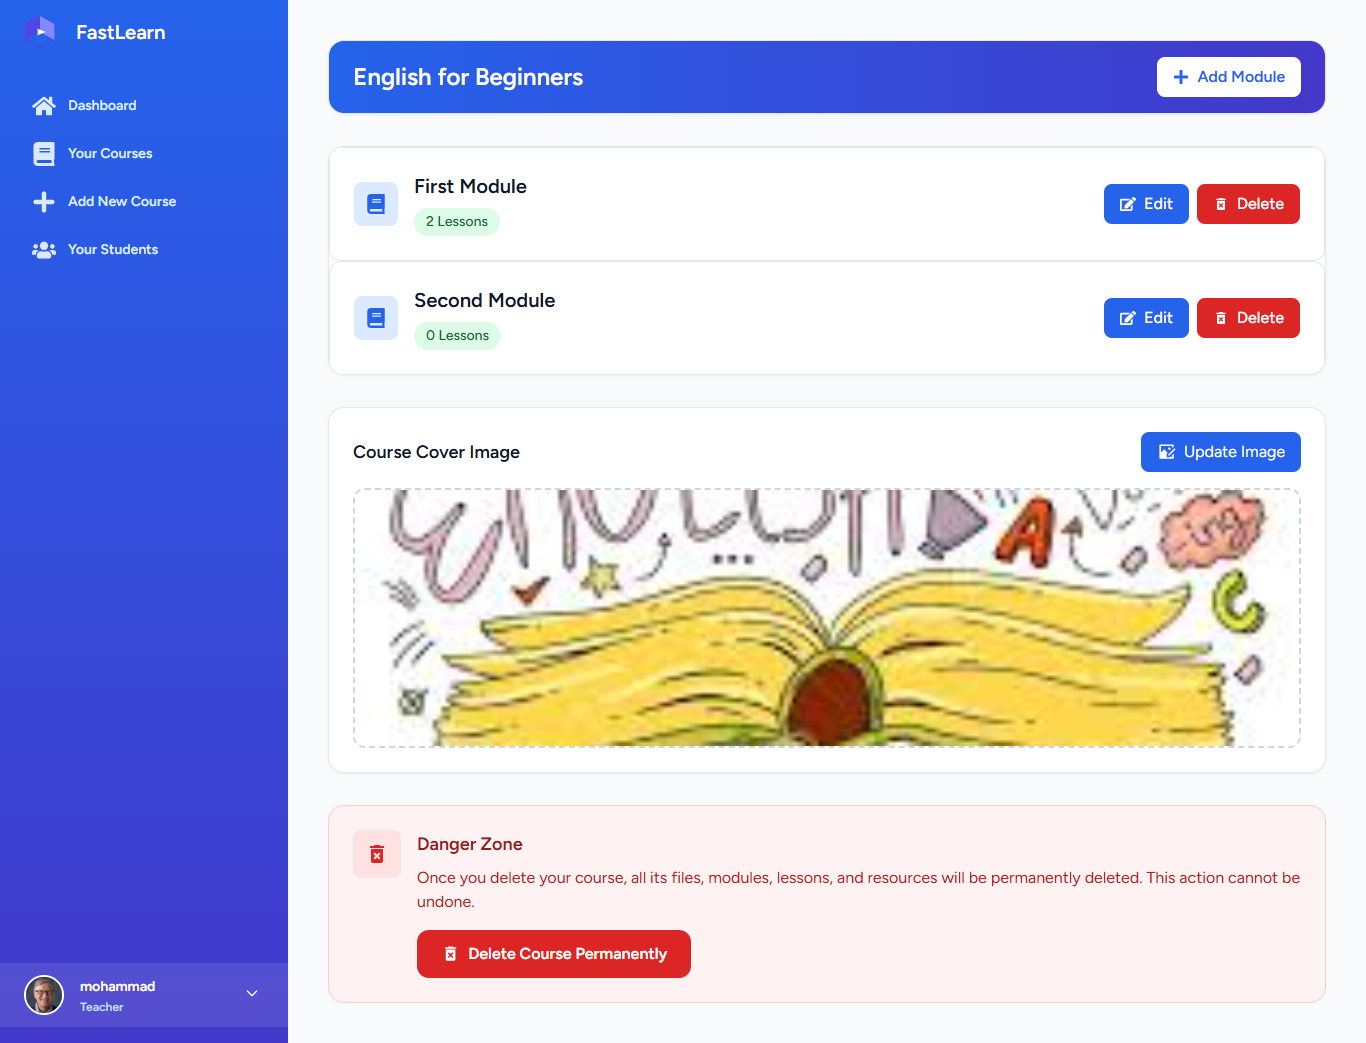 FastLearn
Dashboard
Your Courses
Add New Course
Your Students
mohammad
Teacher
English for Beginners
Add Module
First Module
2 Lessons
Edit
Delete
Second Module
0 Lessons
Edit
Delete
Course Cover Image
Update Image
A
Danger Zone
Once you delete your course, all its files, modules, lessons, and resources will be permanently deleted. This action cannot be
undone.
Delete Course Permanently